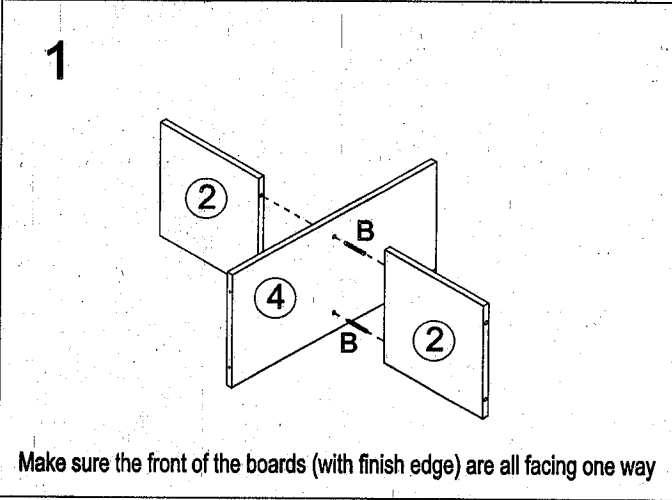 1
2
B
4
B
2
Make sure the front of the boards (with finish edge) are all facing one way